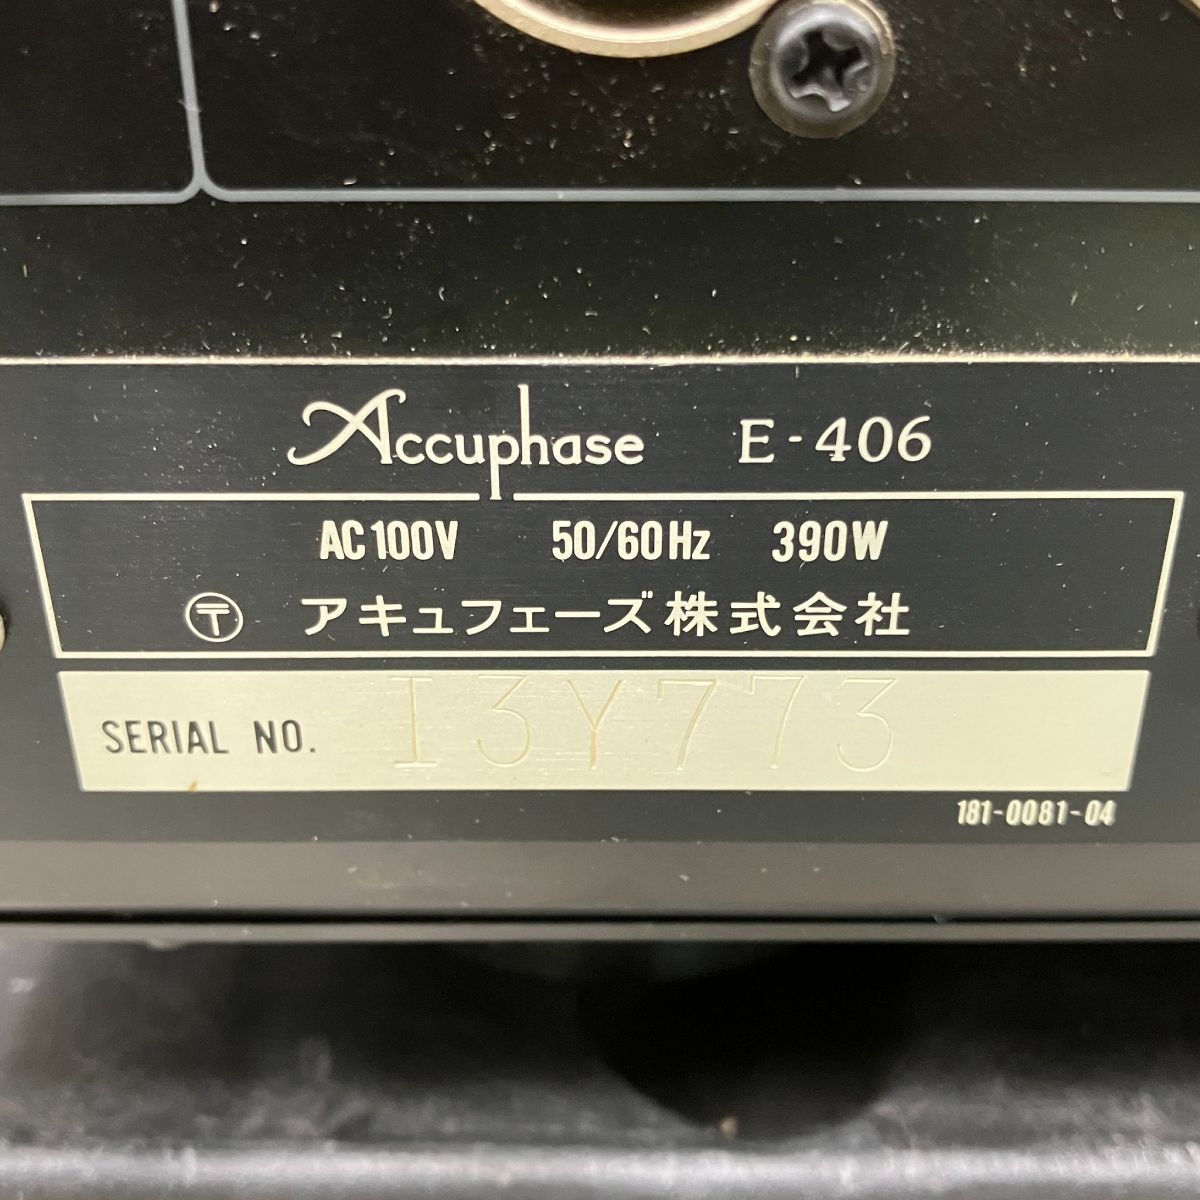 Accuphase E-406
AC100V 50/60Hz 390W
〒 アキュフェーズ株式会社
SERIAL NO. I3Y773
181-0081-04